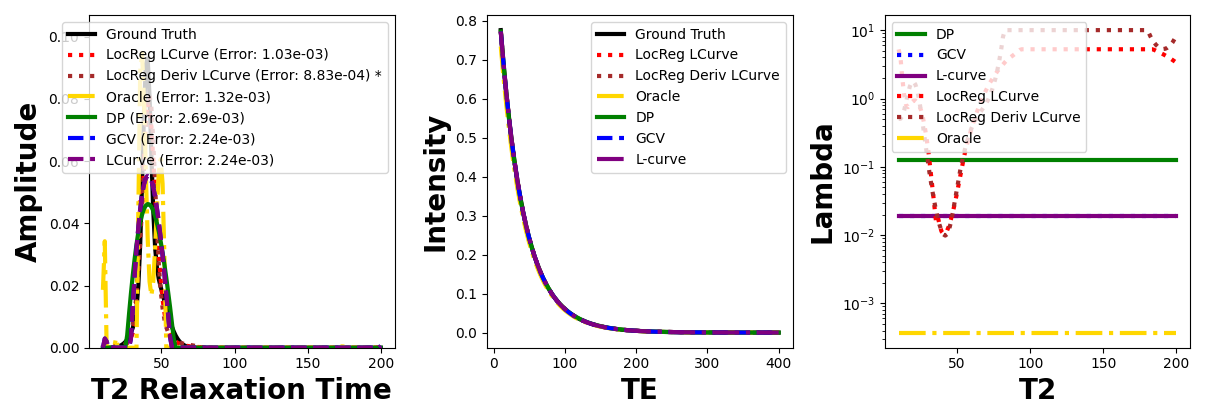 Ground Truth
LocReg LCurve (Error: 1.03e-03)
LocReg Deriv LCurve (Error: 8.83e-04) *
Oracle (Error: 1.32e-03)
DP (Error: 2.69e-03)
GCV (Error: 2.24e-03)
LCurve (Error: 2.24e-03)
0.10
0.08
0.06
0.04
0.02
0.00
50
100
150
200
Amplitude
T2 Relaxation Time
Ground Truth
LocReg LCurve
LocReg Deriv LCurve
Oracle
DP
GCV
L-curve
0.8
0.7
0.6
0.5
0.4
0.3
0.2
0.1
0.0
0
100
200
300
400
Intensity
TE
DP
GCV
L-curve
LocReg LCurve
LocReg Deriv LCurve
Oracle
10¹
10⁰
10⁻¹
10⁻²
10⁻³
50
100
150
200
Lambda
T2